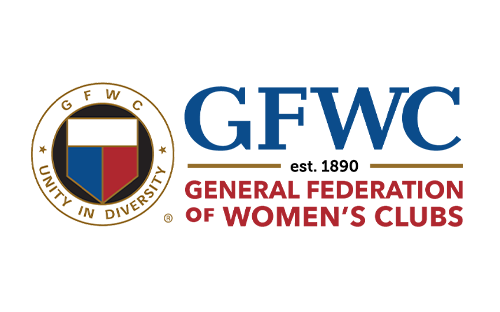 GFWC
UNITY IN DIVERSITY
®
GFWC
est. 1890
GENERAL FEDERATION
OF WOMEN'S CLUBS